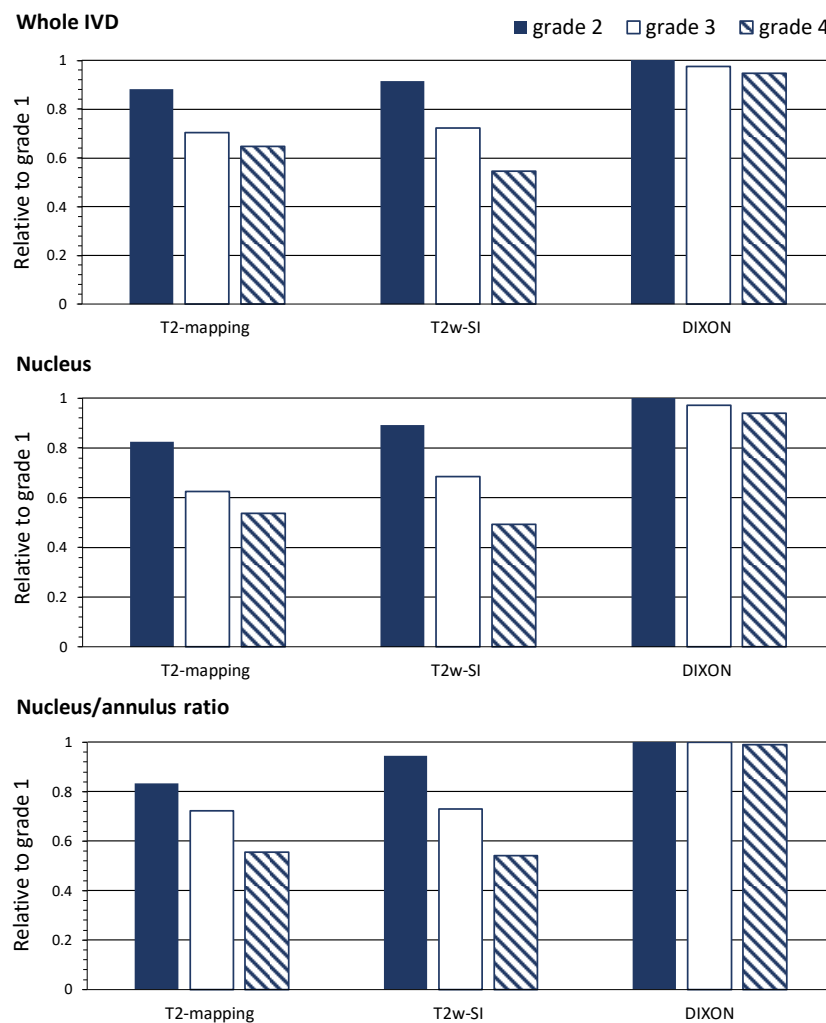 Whole IVD
grade 2 grade 3 grade 4
Relative to grade 1
1
0.8
0.6
0.4
0.2
0
T2-mapping T2w-SI DIXON
Nucleus
Relative to grade 1
1
0.8
0.6
0.4
0.2
0
T2-mapping T2w-SI DIXON
Nucleus/annulus ratio
Relative to grade 1
1
0.8
0.6
0.4
0.2
0
T2-mapping T2w-SI DIXON